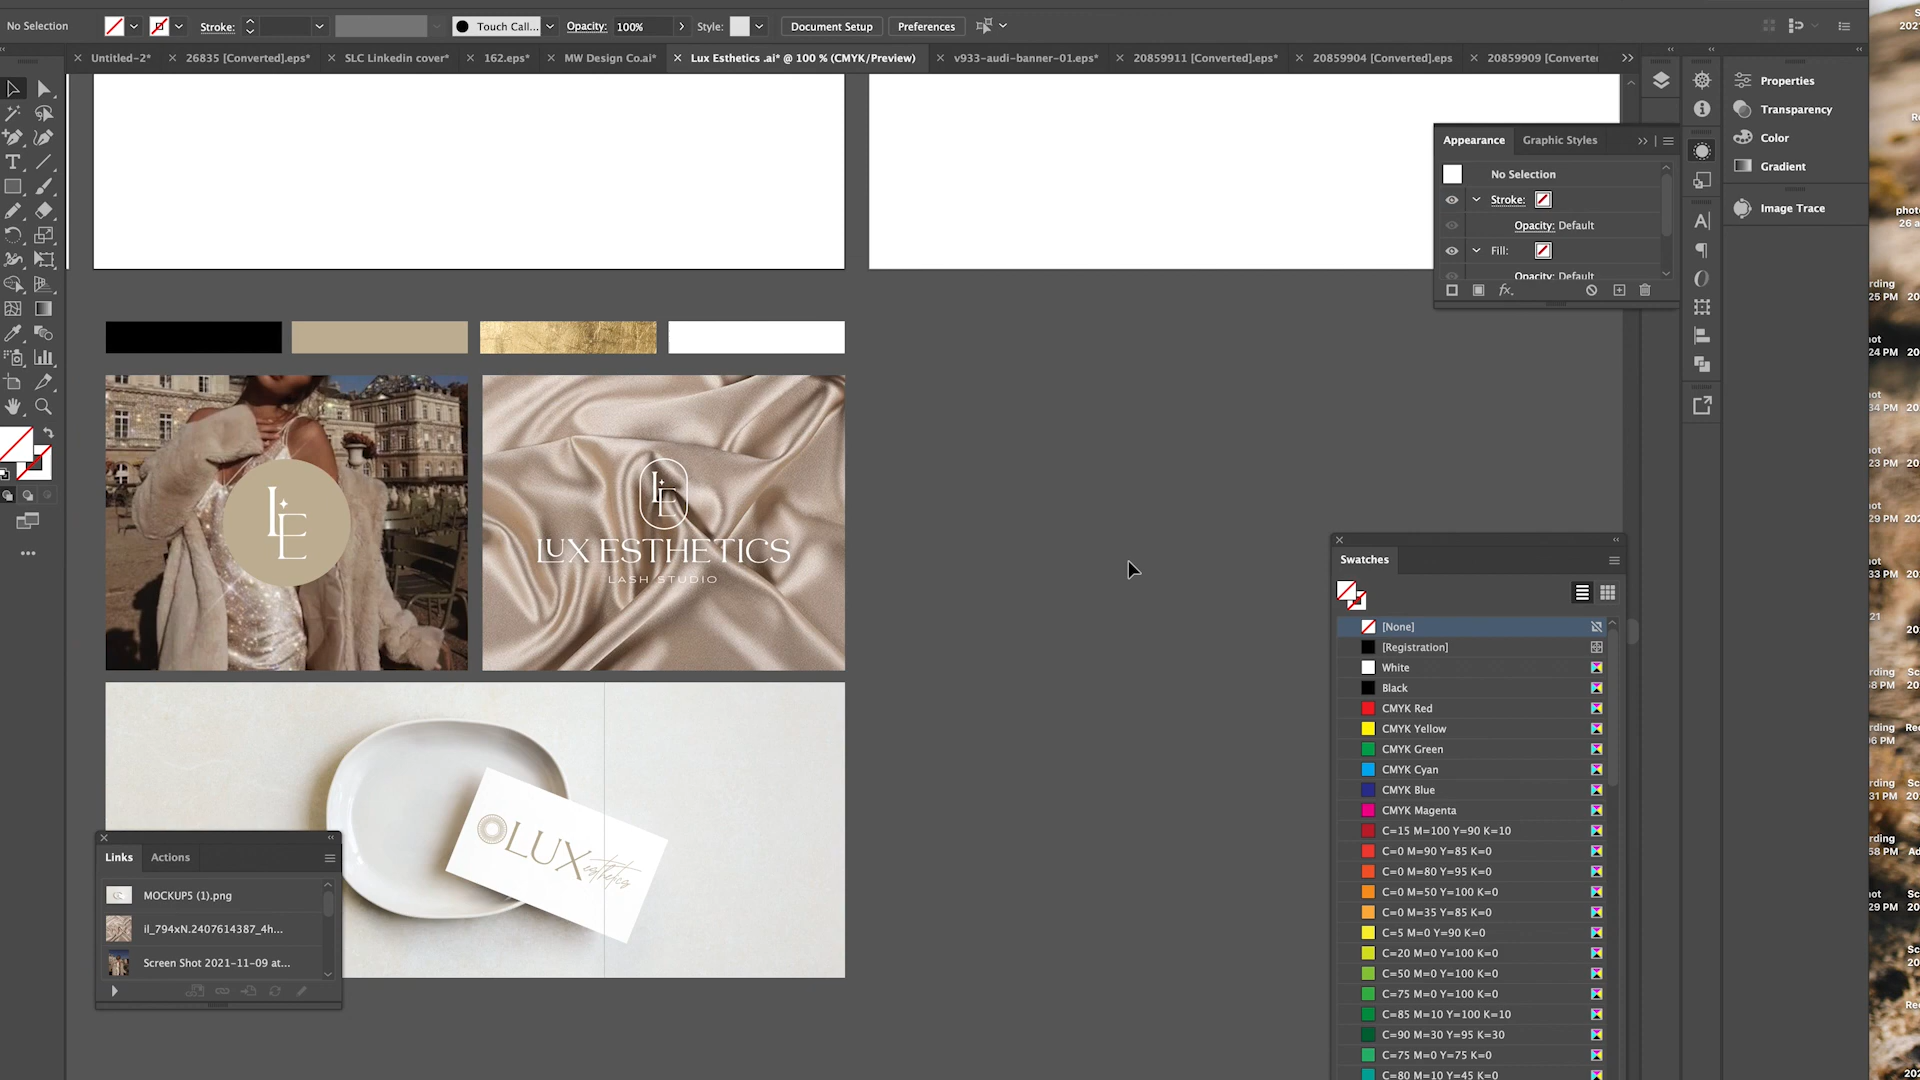 No Selection
Stroke:
Touch Call...
Opacity: 100%
Style:
Document Setup
Preferences
Untitled-2*
26835 [Converted].eps*
SLC Linkedin cover*
162.eps*
MW Design Co.ai*
Lux Esthetics .ai* @ 100 % (CMYK/Preview)
v933-audi-banner-01.eps*
20859911 [Converted].eps*
20859904 [Converted].eps
20859909 [Converte
Properties
Transparency
Color
Gradient
Image Trace
Appearance
Graphic Styles
No Selection
Stroke:
Opacity: Default
Fill:
Opacity: Default
LE
LE
LUX ESTHETICS
LASH STUDIO
LUX esthetics
Links
Actions
MOCKUP5 (1).png
il_794xN.2407614387_4h...
Screen Shot 2021-11-09 at...
Swatches
[None]
[Registration]
White
Black
CMYK Red
CMYK Yellow
CMYK Green
CMYK Cyan
CMYK Blue
CMYK Magenta
C=15 M=100 Y=90 K=10
C=0 M=90 Y=85 K=0
C=0 M=80 Y=95 K=0
C=0 M=50 Y=100 K=0
C=0 M=35 Y=85 K=0
C=5 M=0 Y=90 K=0
C=20 M=0 Y=100 K=0
C=50 M=0 Y=100 K=0
C=75 M=0 Y=100 K=0
C=85 M=10 Y=100 K=10
C=90 M=30 Y=95 K=30
C=75 M=0 Y=75 K=0
C=80 M=10 Y=45 K=0